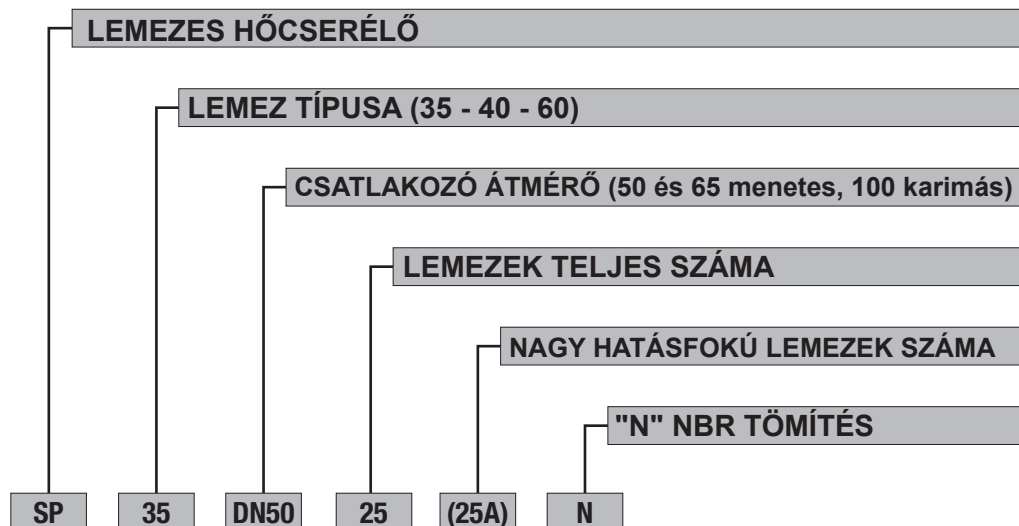 LEMEZES HŐCSERÉLŐ
LEMEZ TÍPUSA (35 - 40 - 60)
CSATLAKOZÓ ÁTMÉRŐ (50 és 65 menetes, 100 karimás)
LEMEZEK TELJES SZÁMA
NAGY HATÁSFOKÚ LEMEZEK SZÁMA
"N" NBR TÖMÍTÉS
SP 35 DN50 25 (25A) N